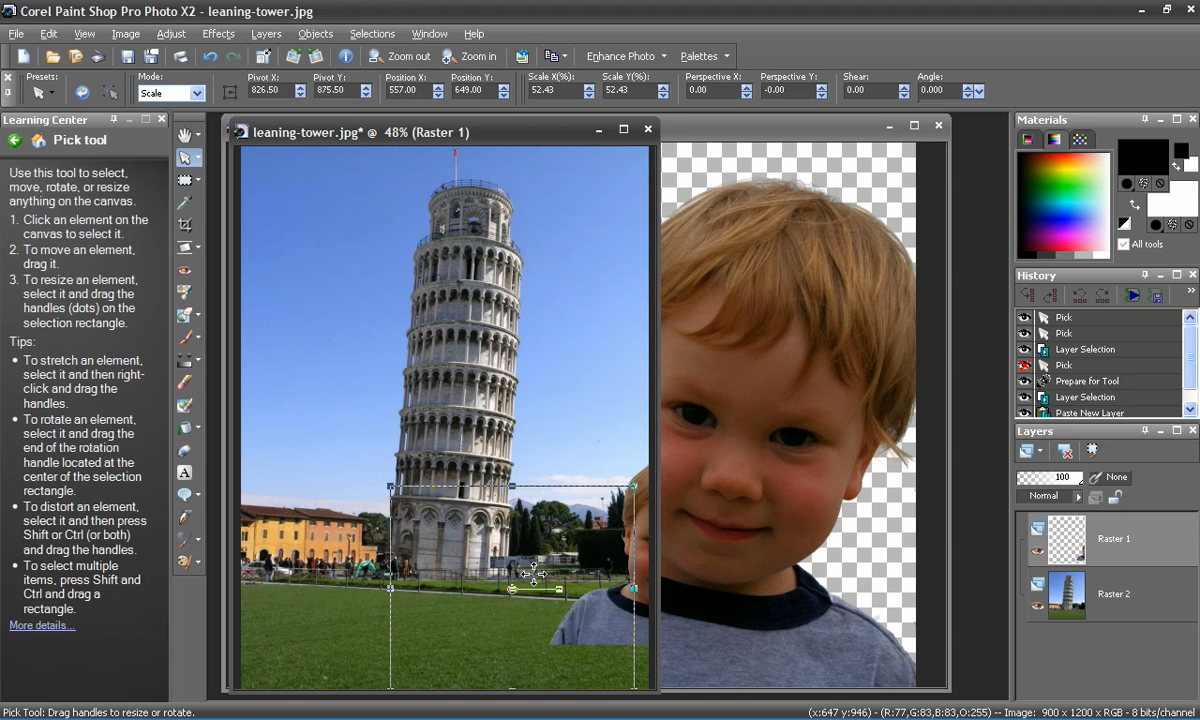 Corel Paint Shop Pro Photo X2 - leaning-tower.jpg
File Edit View Image Adjust Effects Layers Objects Selections Window Help
Zoom out Zoom in Enhance Photo Palettes
Presets: Mode: Pivot X: Pivot Y: Position X: Position Y: Scale X(%): Scale Y(%): Perspective X: Perspective Y: Shear: Angle:
Scale 826.50 875.50 557.00 649.00 52.43 52.43 0.00 -0.00 0.00 0.000
Learning Center
Pick tool
Use this tool to select,
move, rotate, or resize
anything on the canvas.
1. Click an element on the
canvas to select it.
2. To move an element,
drag it.
3. To resize an element,
select it and drag the
handles (dots) on the
selection rectangle.
Tips:
• To stretch an element,
select it and then right-
click and drag the
handles.
• To rotate an element,
select it and drag the
end of the rotation
handle located at the
center of the selection
rectangle.
• To distort an element,
select it and then press
Shift or Ctrl (or both)
and drag the handles.
• To select multiple
items, press Shift and
Ctrl and drag a
rectangle.
More details...
leaning-tower.jpg* @ 48% (Raster 1)
Materials
All tools
History
Pick
Pick
Layer Selection
Pick
Prepare for Tool
Layer Selection
Paste New Layer
Layers
100 None
Normal
Raster 1
Raster 2
Pick Tool: Drag handles to resize or rotate.
(x:647 y:946) - (R:77,G:83,B:83,O:255) -- Image: 900 x 1200 x RGB - 8 bits/channel